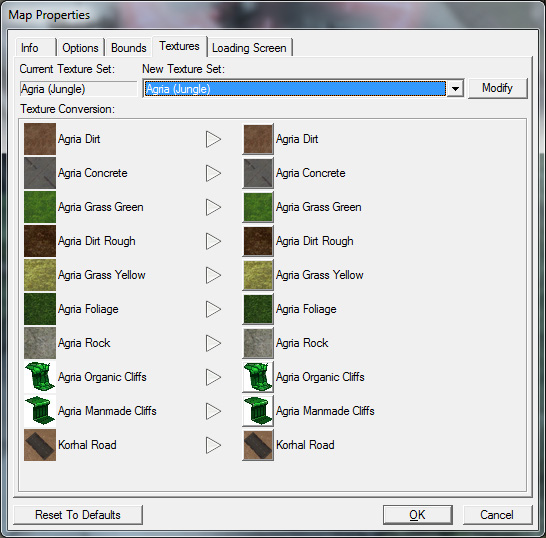 Map Properties
Info Options Bounds Textures Loading Screen
Current Texture Set: New Texture Set:
Agria (Jungle) Agria (Jungle) Modify
Texture Conversion:
Agria Dirt Agria Dirt
Agria Concrete Agria Concrete
Agria Grass Green Agria Grass Green
Agria Dirt Rough Agria Dirt Rough
Agria Grass Yellow Agria Grass Yellow
Agria Foliage Agria Foliage
Agria Rock Agria Rock
Agria Organic Cliffs Agria Organic Cliffs
Agria Manmade Cliffs Agria Manmade Cliffs
Korhal Road Korhal Road
Reset To Defaults OK Cancel